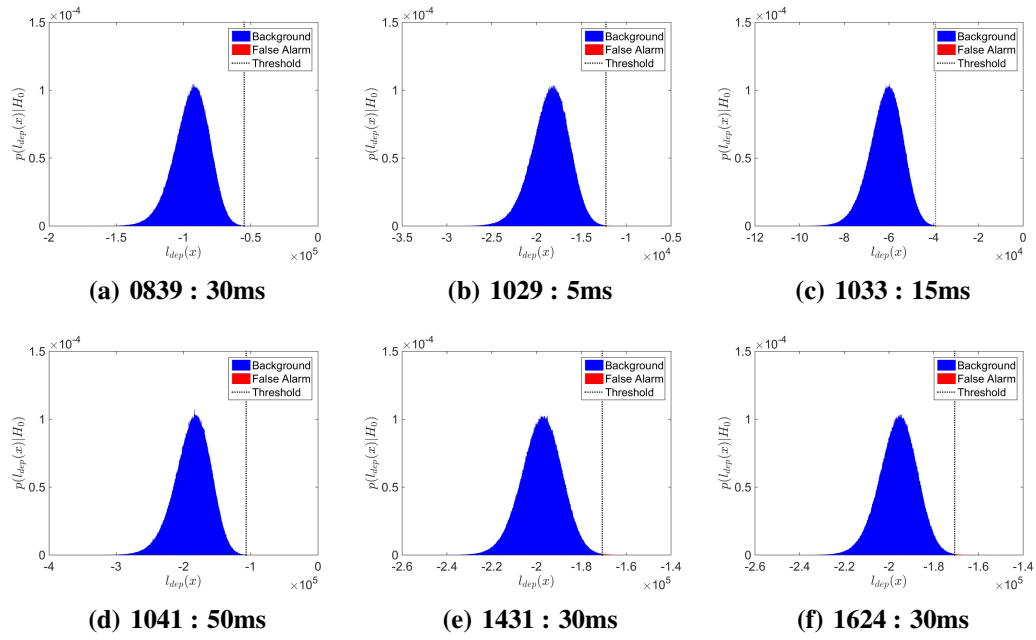 ×10⁻⁴
1.5
1
0.5
0
p(l_dep(x)|H₀)
Background
False Alarm
Threshold
-2 -1.5 -1 -0.5 0
l_dep(x)
×10⁵
(a) 0839 : 30ms
×10⁻⁴
1.5
1
0.5
0
p(l_dep(x)|H₀)
Background
False Alarm
Threshold
-3.5 -3 -2.5 -2 -1.5 -1 -0.5
l_dep(x)
×10⁴
(b) 1029 : 5ms
×10⁻⁴
1.5
1
0.5
0
p(l_dep(x)|H₀)
Background
False Alarm
Threshold
-12 -10 -8 -6 -4 -2 0
l_dep(x)
×10⁴
(c) 1033 : 15ms
×10⁻⁴
1.5
1
0.5
0
p(l_dep(x)|H₀)
Background
False Alarm
Threshold
-4 -3 -2 -1 0
l_dep(x)
×10⁵
(d) 1041 : 50ms
×10⁻⁴
1.5
1
0.5
0
p(l_dep(x)|H₀)
Background
False Alarm
Threshold
-2.6 -2.4 -2.2 -2 -1.8 -1.6 -1.4
l_dep(x)
×10⁵
(e) 1431 : 30ms
×10⁻⁴
1.5
1
0.5
0
p(l_dep(x)|H₀)
Background
False Alarm
Threshold
-2.6 -2.4 -2.2 -2 -1.8 -1.6 -1.4
l_dep(x)
×10⁵
(f) 1624 : 30ms